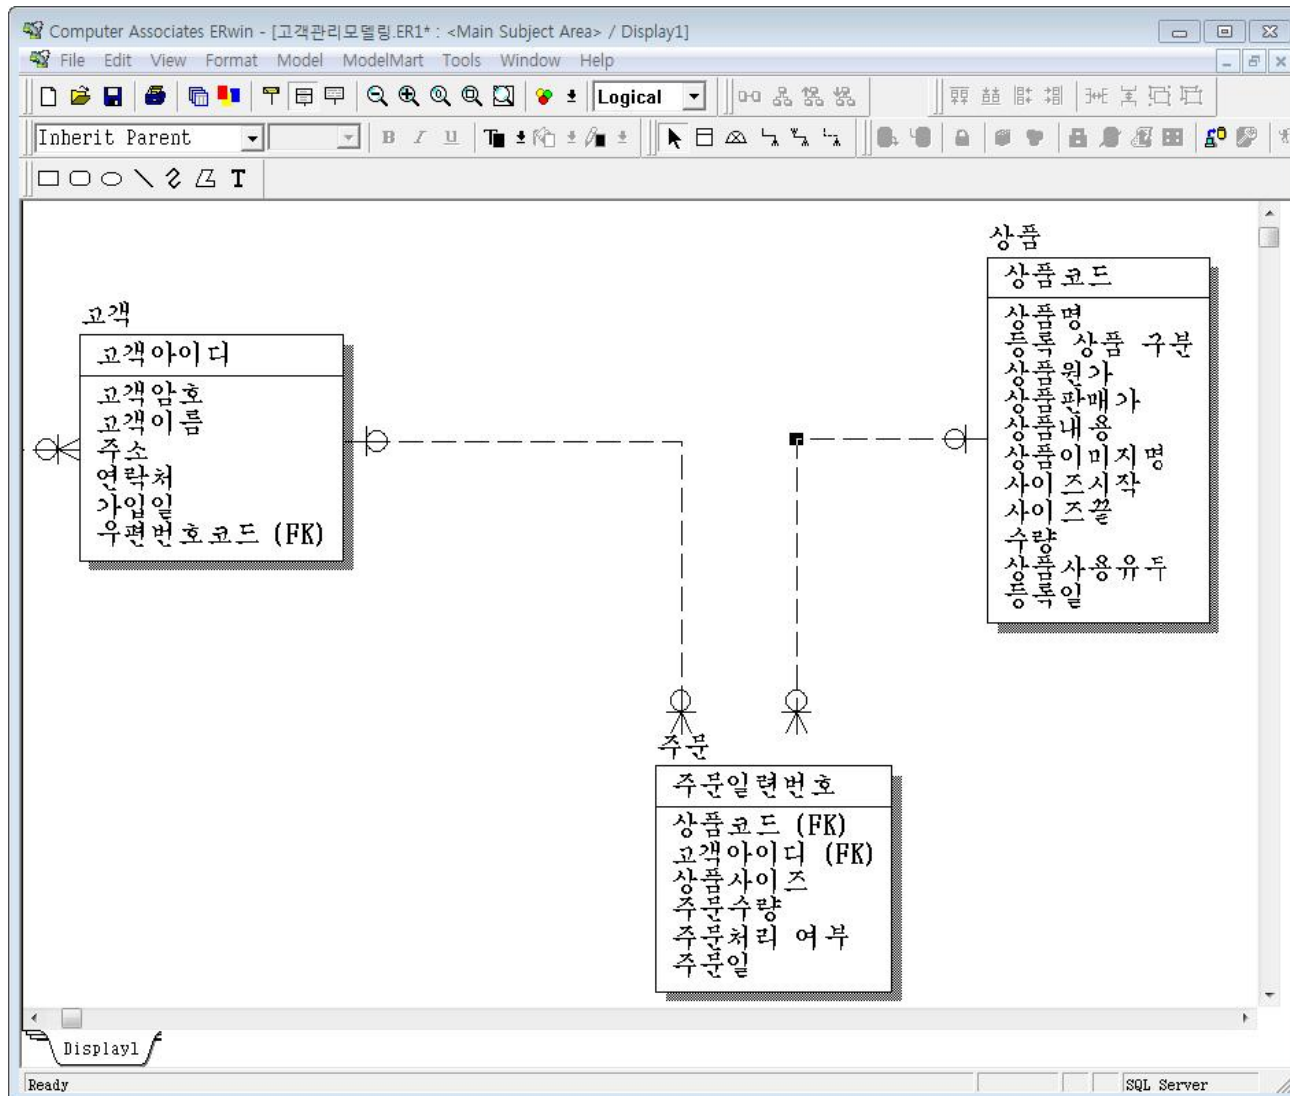 Computer Associates ERwin - [고객관리모델링.ER1* : <Main Subject Area> / Display1]
File Edit View Format Model ModelMart Tools Window Help
Logical
Inherit Parent
B I U T
T
상품
상품코드
상품명
등록 상품 구분
상품원가
상품판매가
상품내용
상품이미지명
사이즈시작
사이즈끝
수량
상품사용유무
등록일
고객
고객아이디
고객암호
고객이름
주소
연락처
가입일
우편번호코드 (FK)
주문
주문일련번호
상품코드 (FK)
고객아이디 (FK)
상품사이즈
주문수량
주문처리 여부
주문일
Display1
Ready
SQL Server